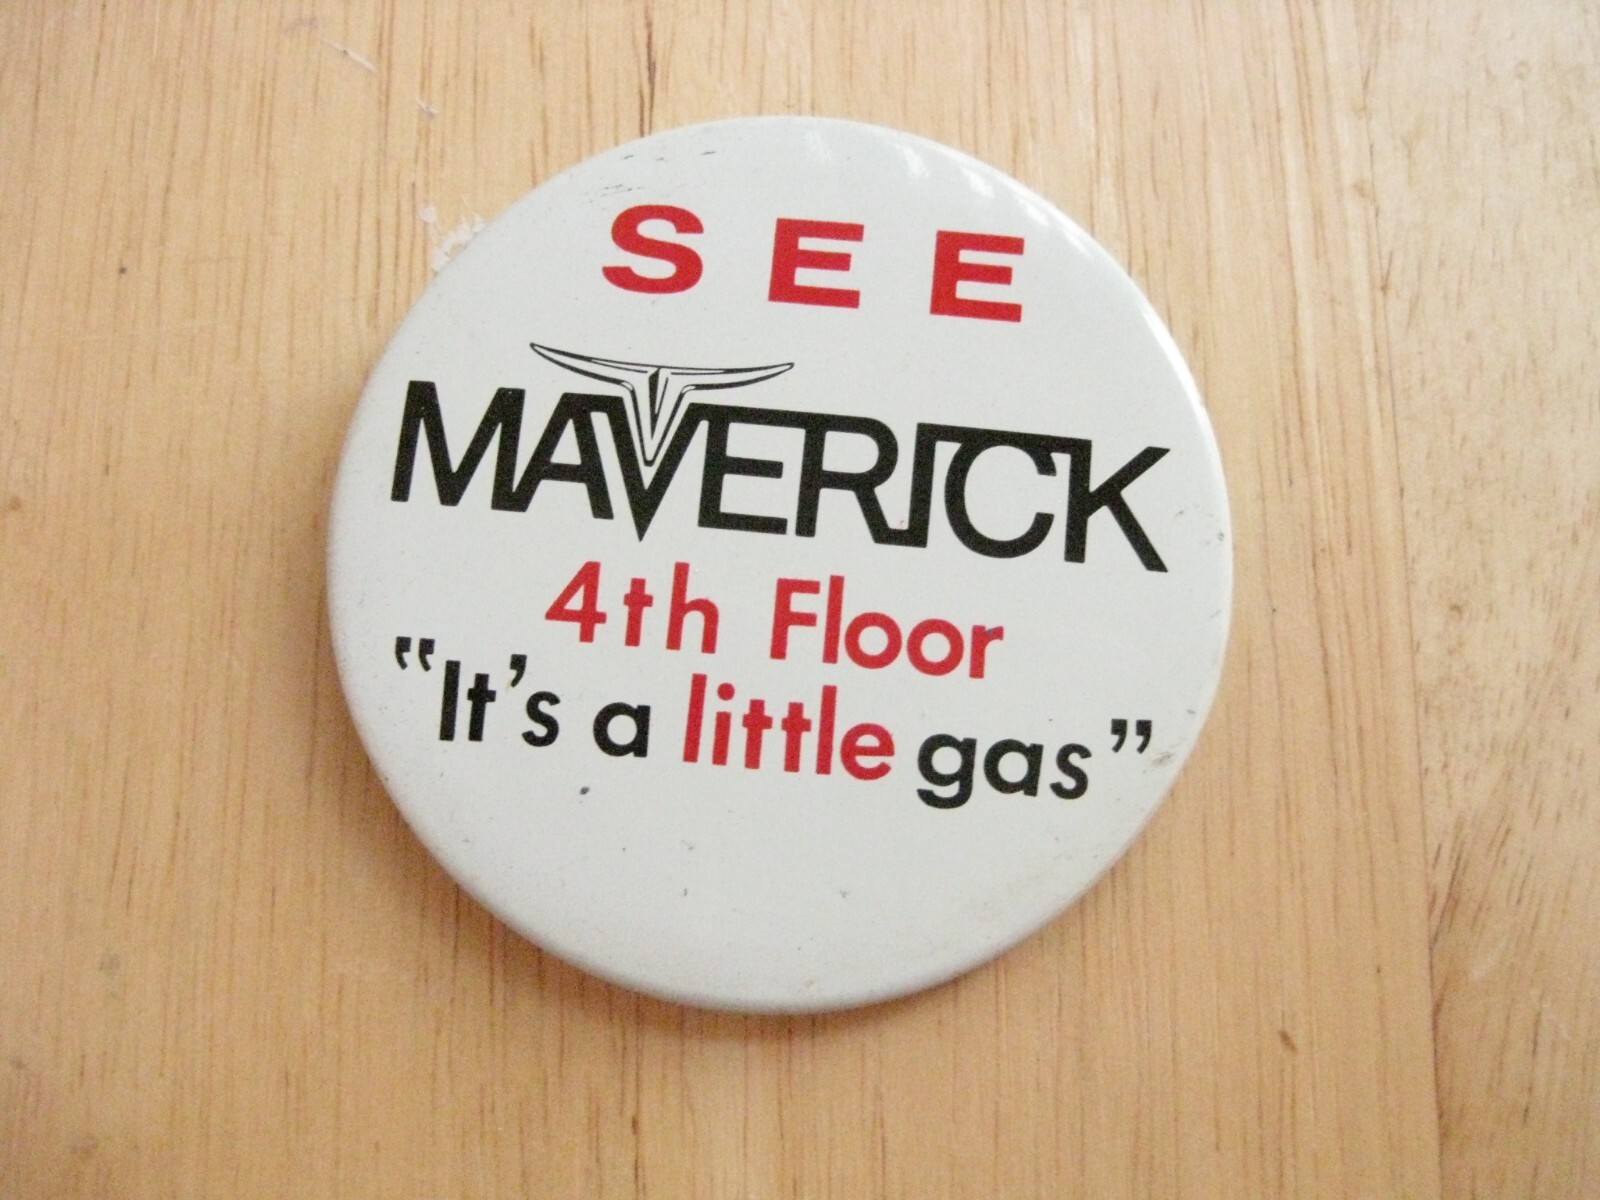 SEE
MAVERICK
4th Floor
"It's a little gas"